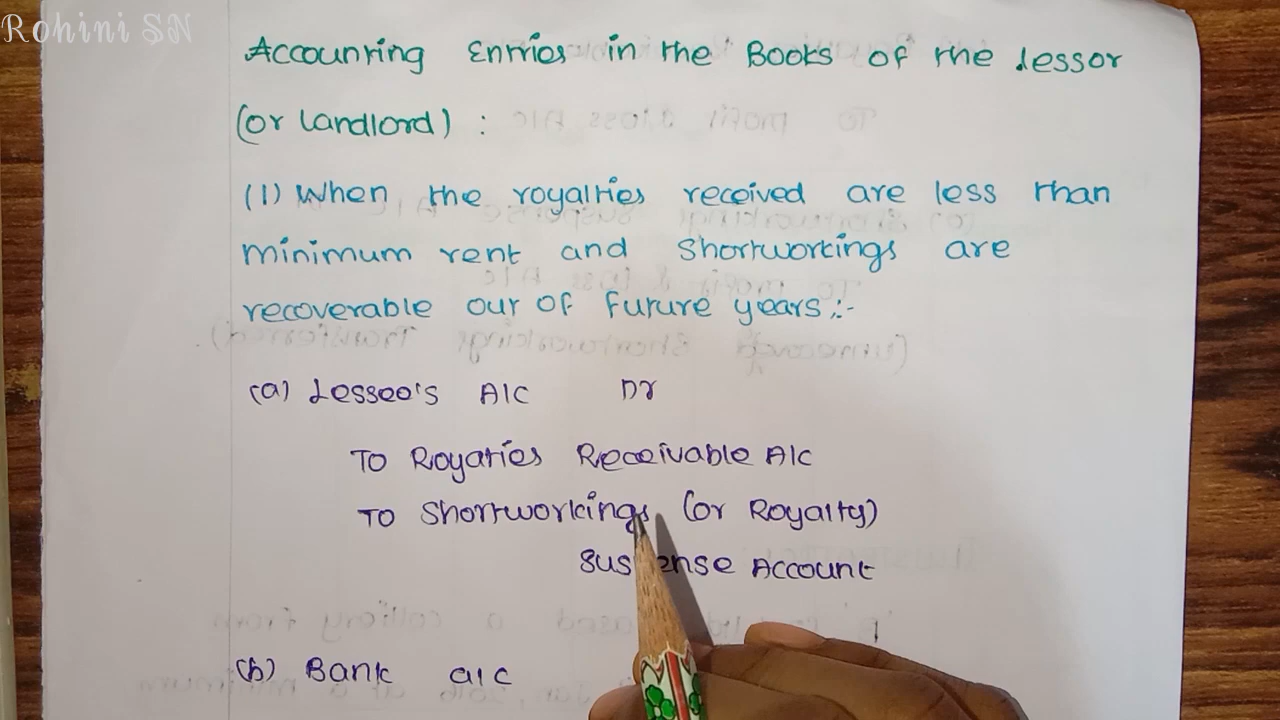 Rohini SN
Accounting Entries in the Books of the Lessor
(or Landlord) :
(1) When the royalties received are less than
minimum rent and Shortworkings are
recoverable out of future years :-
(a) Lessee's A/c Dr
To Royaties Receivable A/c
To Shortworkings (or Royalty)
Suspense Account
(b) Bank a/c